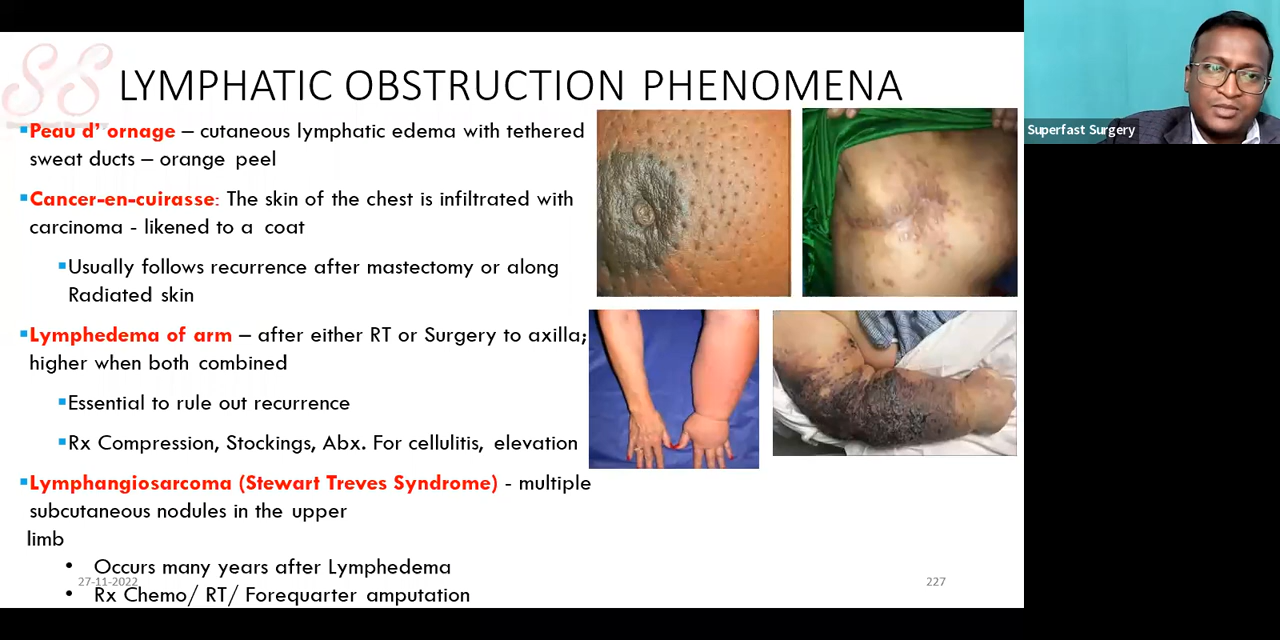 SS
LYMPHATIC OBSTRUCTION PHENOMENA
Peau d' ornage – cutaneous lymphatic edema with tethered
sweat ducts – orange peel
Cancer-en-cuirasse: The skin of the chest is infiltrated with
carcinoma - likened to a coat
Usually follows recurrence after mastectomy or along
Radiated skin
Lymphedema of arm – after either RT or Surgery to axilla;
higher when both combined
Essential to rule out recurrence
Rx Compression, Stockings, Abx. For cellulitis, elevation
Lymphangiosarcoma (Stewart Treves Syndrome) - multiple
subcutaneous nodules in the upper
limb
• Occurs many years after Lymphedema
27-11-2022
• Rx Chemo/ RT/ Forequarter amputation
227
Superfast Surgery